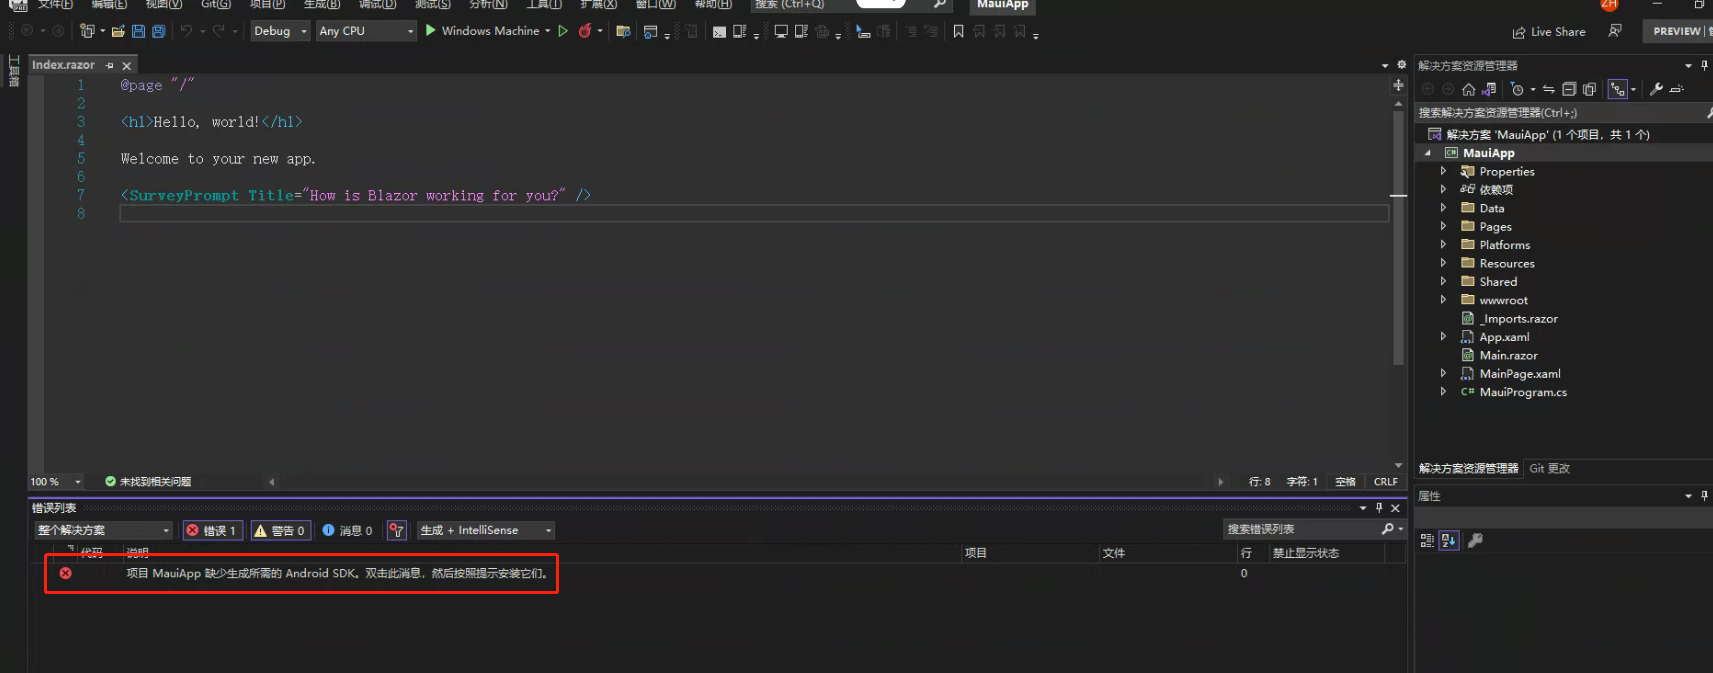 文件(F) 编辑(E) 视图(V) Git(G) 项目(P) 生成(B) 调试(D) 测试(S) 分析(N) 工具(T) 扩展(X) 窗口(W) 帮助(H) 搜索 (Ctrl+Q) MauiApp ZH
Debug Any CPU Windows Machine Live Share PREVIEW
工具箱
Index.razor
1 @page "/"
2
3 <h1>Hello, world!</h1>
4
5 Welcome to your new app.
6
7 <SurveyPrompt Title="How is Blazor working for you?" />
8
100 % 未找到相关问题 行: 8 字符: 1 空格 CRLF
错误列表
整个解决方案 错误 1 警告 0 消息 0 生成 + IntelliSense 搜索错误列表
代码 说明 项目 文件 行 禁止显示状态
项目 MauiApp 缺少生成所需的 Android SDK。双击此消息，然后按照提示安装它们。 0
解决方案资源管理器
搜索解决方案资源管理器(Ctrl+;)
解决方案 'MauiApp' (1 个项目，共 1 个)
MauiApp
Properties
依赖项
Data
Pages
Platforms
Resources
Shared
wwwroot
_Imports.razor
App.xaml
Main.razor
MainPage.xaml
C# MauiProgram.cs
解决方案资源管理器 Git 更改
属性